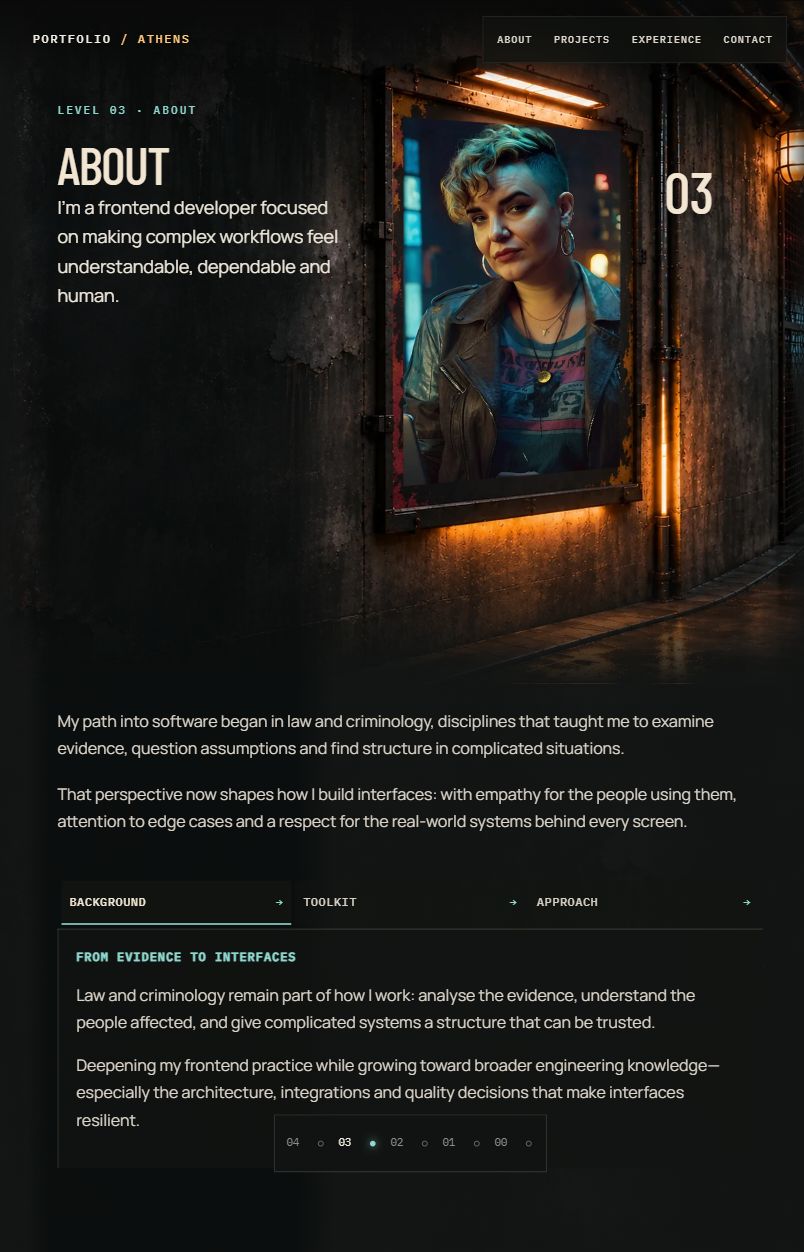 PORTFOLIO / ATHENS
ABOUT PROJECTS EXPERIENCE CONTACT
LEVEL 03 · ABOUT
ABOUT
03
I'm a frontend developer focused
on making complex workflows feel
understandable, dependable and
human.
My path into software began in law and criminology, disciplines that taught me to examine
evidence, question assumptions and find structure in complicated situations.
That perspective now shapes how I build interfaces: with empathy for the people using them,
attention to edge cases and a respect for the real-world systems behind every screen.
BACKGROUND → TOOLKIT → APPROACH →
FROM EVIDENCE TO INTERFACES
Law and criminology remain part of how I work: analyse the evidence, understand the
people affected, and give complicated systems a structure that can be trusted.
Deepening my frontend practice while growing toward broader engineering knowledge—
especially the architecture, integrations and quality decisions that make interfaces
resilient.
04 03 02 01 00